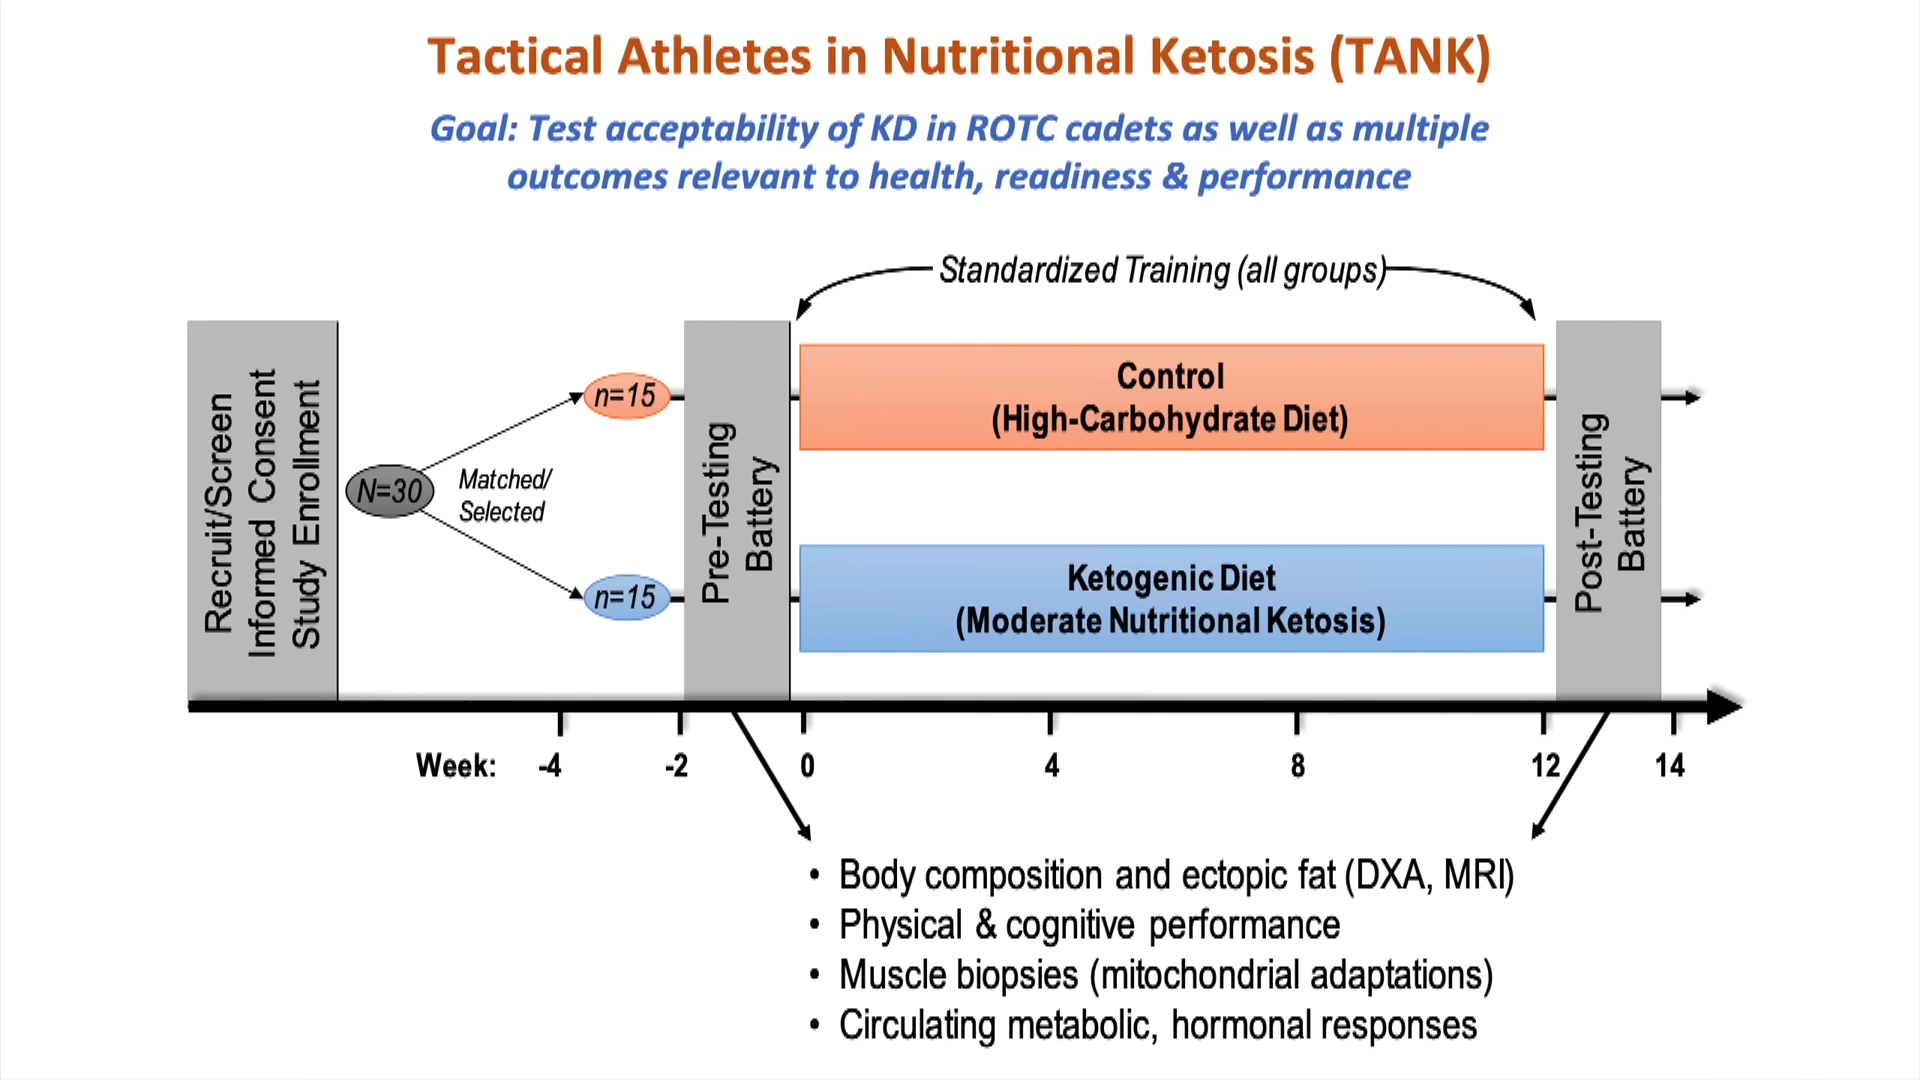 Tactical Athletes in Nutritional Ketosis (TANK)
Goal: Test acceptability of KD in ROTC cadets as well as multiple
outcomes relevant to health, readiness & performance
Standardized Training (all groups)
Recruit/Screen
Informed Consent
Study Enrollment
N=30
Matched/
Selected
n=15
n=15
Pre-Testing
Battery
Control
(High-Carbohydrate Diet)
Ketogenic Diet
(Moderate Nutritional Ketosis)
Post-Testing
Battery
Week: -4 -2 0 4 8 12 14
• Body composition and ectopic fat (DXA, MRI)
• Physical & cognitive performance
• Muscle biopsies (mitochondrial adaptations)
• Circulating metabolic, hormonal responses